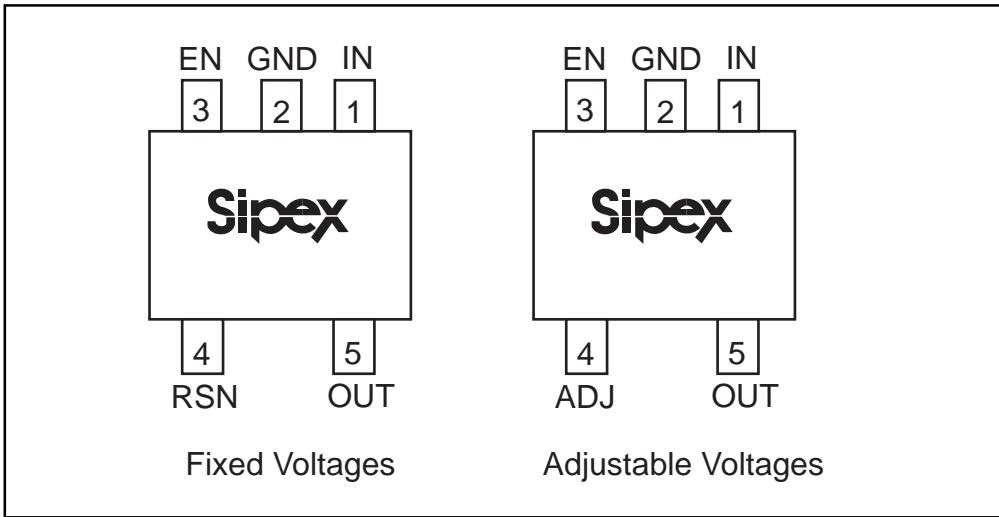 EN GND IN
3 2 1
Sipex
4 5
RSN OUT
Fixed Voltages
EN GND IN
3 2 1
Sipex
4 5
ADJ OUT
Adjustable Voltages